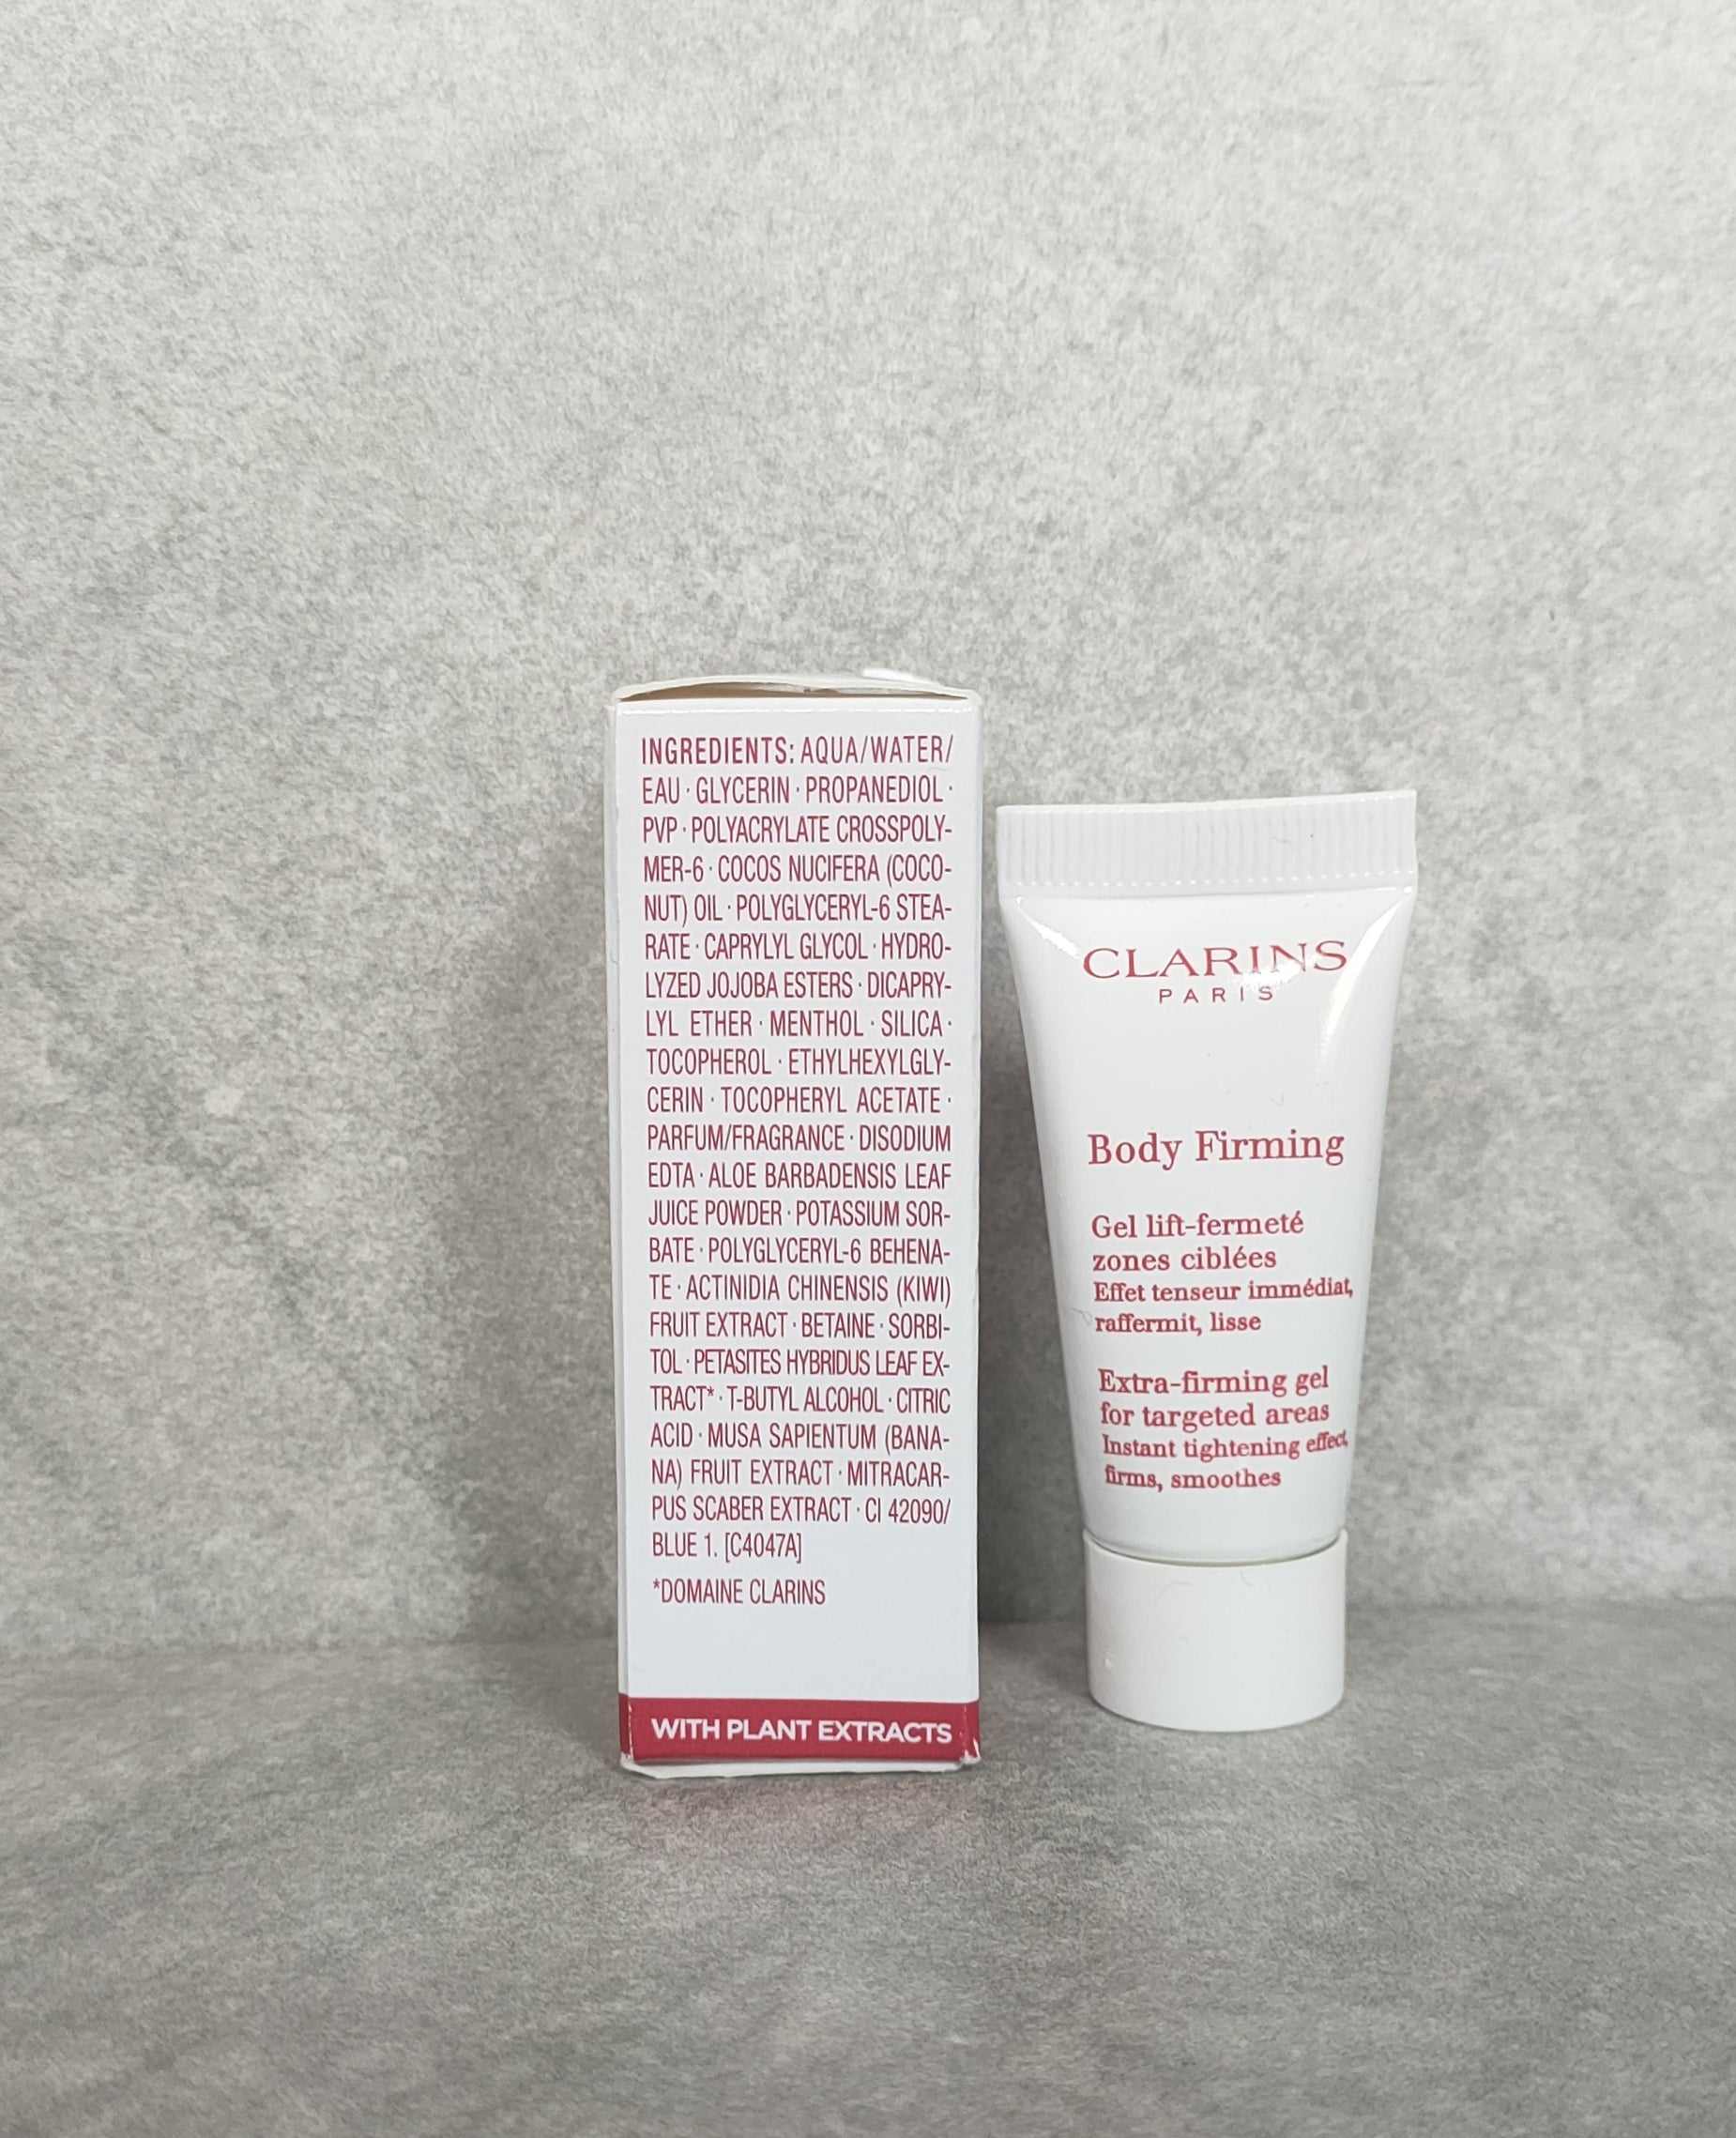 INGREDIENTS: AQUA/WATER/
EAU · GLYCERIN · PROPANEDIOL ·
PVP · POLYACRYLATE CROSSPOLY-
MER-6 · COCOS NUCIFERA (COCO-
NUT) OIL · POLYGLYCERYL-6 STEA-
RATE · CAPRYLYL GLYCOL · HYDRO-
LYZED JOJOBA ESTERS · DICAPRY-
LYL ETHER · MENTHOL · SILICA ·
TOCOPHEROL · ETHYLHEXYLGLY-
CERIN · TOCOPHERYL ACETATE ·
PARFUM/FRAGRANCE · DISODIUM
EDTA · ALOE BARBADENSIS LEAF
JUICE POWDER · POTASSIUM SOR-
BATE · POLYGLYCERYL-6 BEHENA-
TE · ACTINIDIA CHINENSIS (KIWI)
FRUIT EXTRACT · BETAINE · SORBI-
TOL · PETASITES HYBRIDUS LEAF EX-
TRACT* · T-BUTYL ALCOHOL · CITRIC
ACID · MUSA SAPIENTUM (BANA-
NA) FRUIT EXTRACT · MITRACAR-
PUS SCABER EXTRACT · CI 42090/
BLUE 1. [C4047A]
*DOMAINE CLARINS
WITH PLANT EXTRACTS
CLARINS
PARIS
Body Firming
Gel lift-fermeté
zones ciblées
Effet tenseur immédiat,
raffermit, lisse
Extra-firming gel
for targeted areas
Instant tightening effect,
firms, smoothes